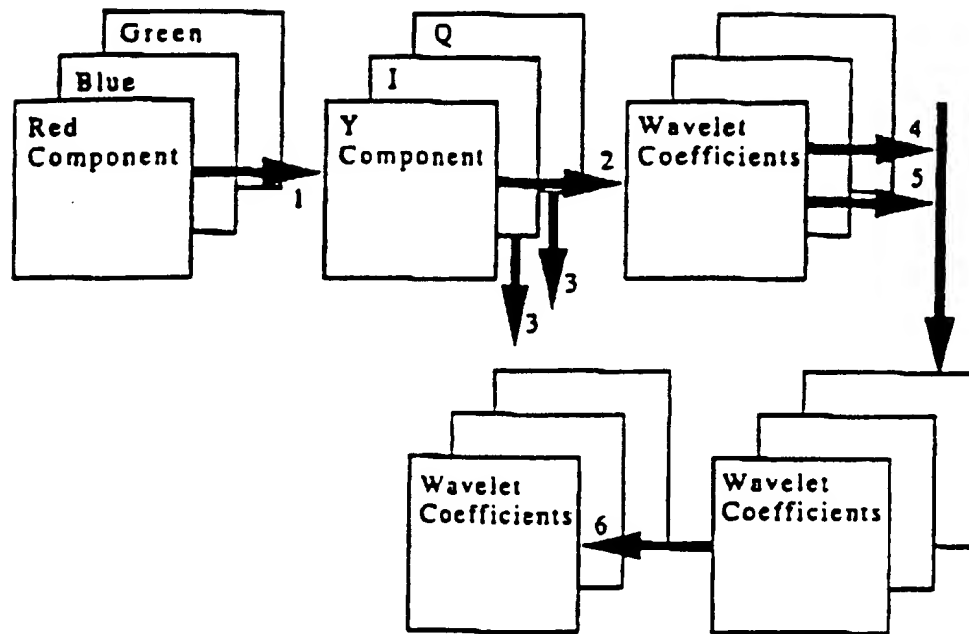 Green
Blue
Red
Component
1
Q
I
Y
Component
2
3
3
Wavelet
Coefficients
4
5
Wavelet
Coefficients
6
Wavelet
Coefficients